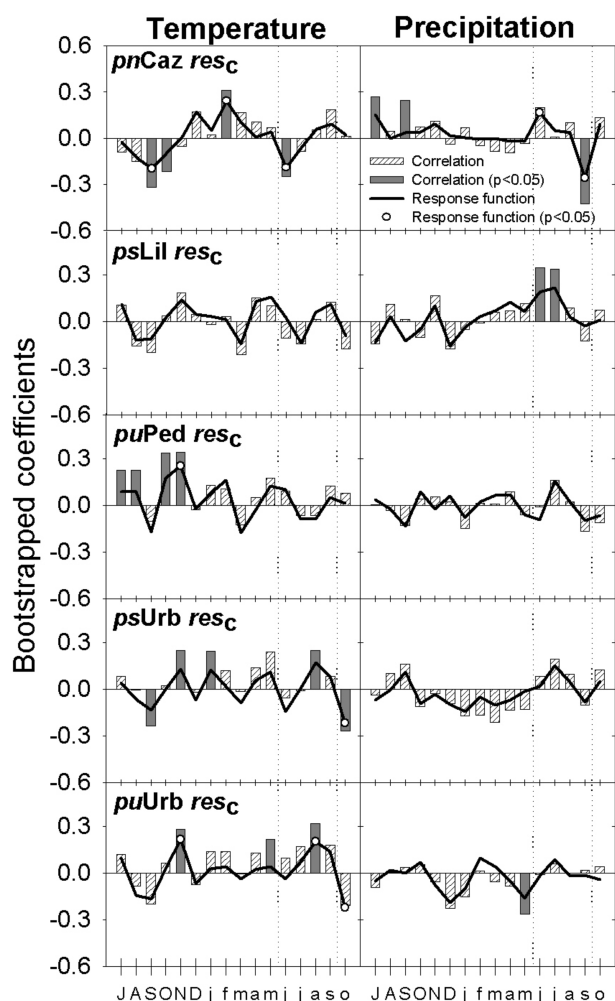 Temperature Precipitation
0.6
pnCaz resc
0.3
0.0
-0.3
-0.6
Correlation
Correlation (p<0.05)
Response function
Response function (p<0.05)
psLil resc
0.3
0.0
-0.3
-0.6
puPed resc
0.3
0.0
-0.3
-0.6
psUrb resc
0.3
0.0
-0.3
-0.6
puUrb resc
0.3
0.0
-0.3
-0.6
Bootstrapped coefficients
J A S O N D j f m a m j j a s o J A S O N D j f m a m j j a s o